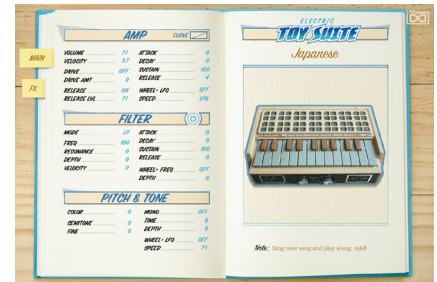 MAIN
FX
AMP
CURVE
VOLUME 71 ATTACK 0
VELOCITY 57 DECAY 0
DRIVE OFF SUSTAIN 100
DRIVE AMT 0 RELEASE 4
RELEASE ON WHEEL> LFO OFF
RELEASE LVL 71 SPEED
FILTER
MODE LP ATTACK 0
FREQ 100 DECAY 0
RESONANCE 0 SUSTAIN 100
DEPTH 0 RELEASE 0
VELOCITY 0 WHEEL> FREQ OFF
DEPTH 0
PITCH & TONE
COLOR 0 MONO OFF
SEMITONE 0 TIME 0
FINE 0 DEPTH 0
WHEEL> LFO OFF
SPEED 71
ELECTRIC
TOY SUITE
Japanese
Note: Sing your song and play along, 1968